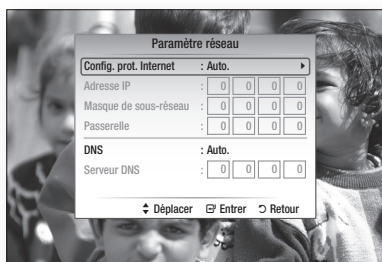 Paramètre réseau
Config. prot. Internet : Auto. ▶
Adresse IP : 0 0 0 0
Masque de sous-réseau : 0 0 0 0
Passerelle : 0 0 0 0
DNS : Auto.
Serveur DNS : 0 0 0 0
Déplacer Entrer Retour